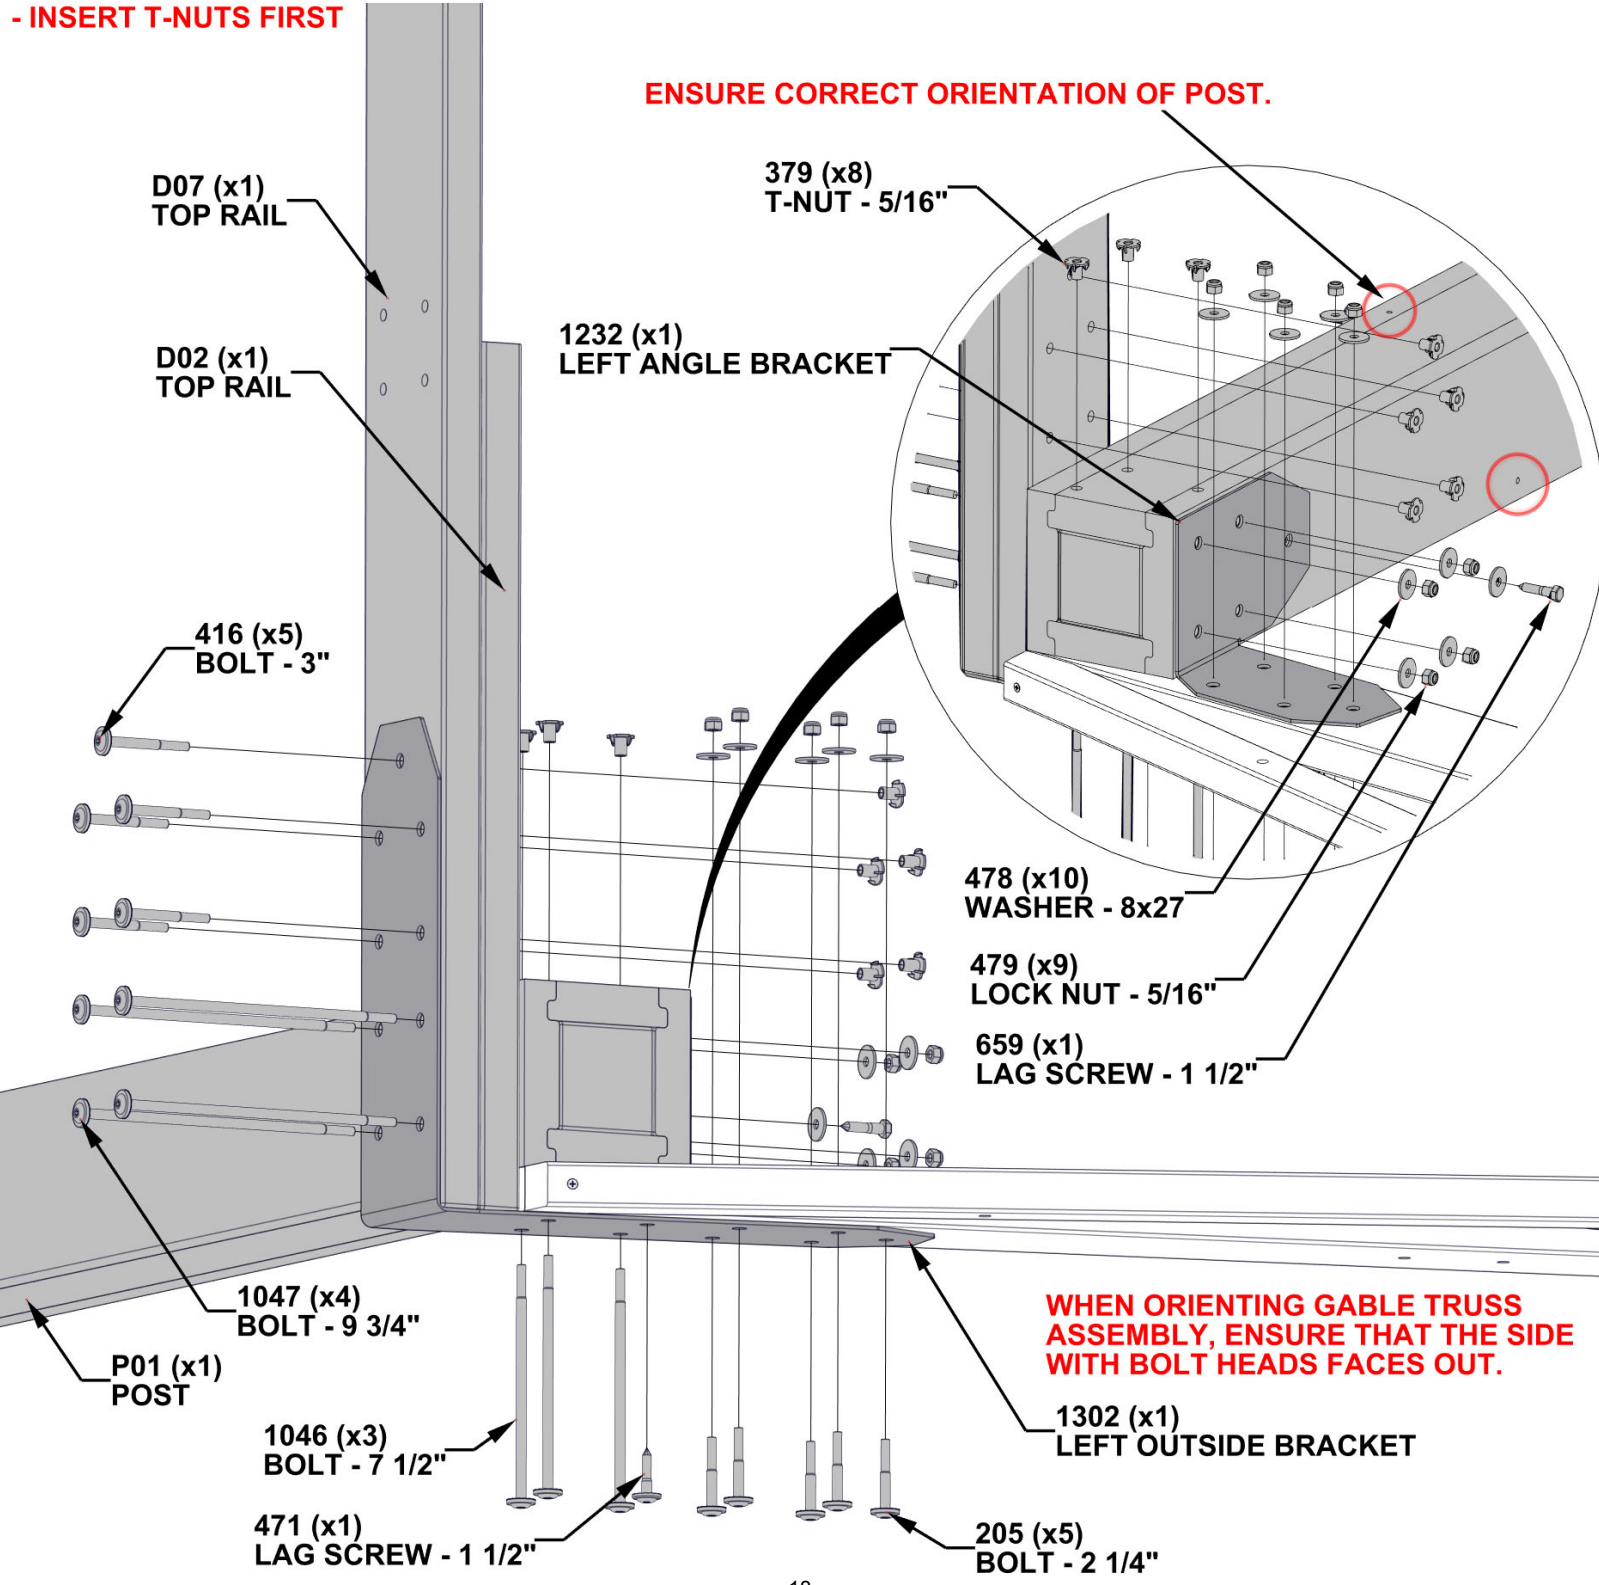 - INSERT T-NUTS FIRST
ENSURE CORRECT ORIENTATION OF POST.
D07 (x1)
TOP RAIL
379 (x8)
T-NUT - 5/16"
1232 (x1)
LEFT ANGLE BRACKET
D02 (x1)
TOP RAIL
416 (x5)
BOLT - 3"
478 (x10)
WASHER - 8x27
479 (x9)
LOCK NUT - 5/16"
659 (x1)
LAG SCREW - 1 1/2"
1047 (x4)
BOLT - 9 3/4"
P01 (x1)
POST
WHEN ORIENTING GABLE TRUSS
ASSEMBLY, ENSURE THAT THE SIDE
WITH BOLT HEADS FACES OUT.
1302 (x1)
LEFT OUTSIDE BRACKET
1046 (x3)
BOLT - 7 1/2"
471 (x1)
LAG SCREW - 1 1/2"
205 (x5)
BOLT - 2 1/4"